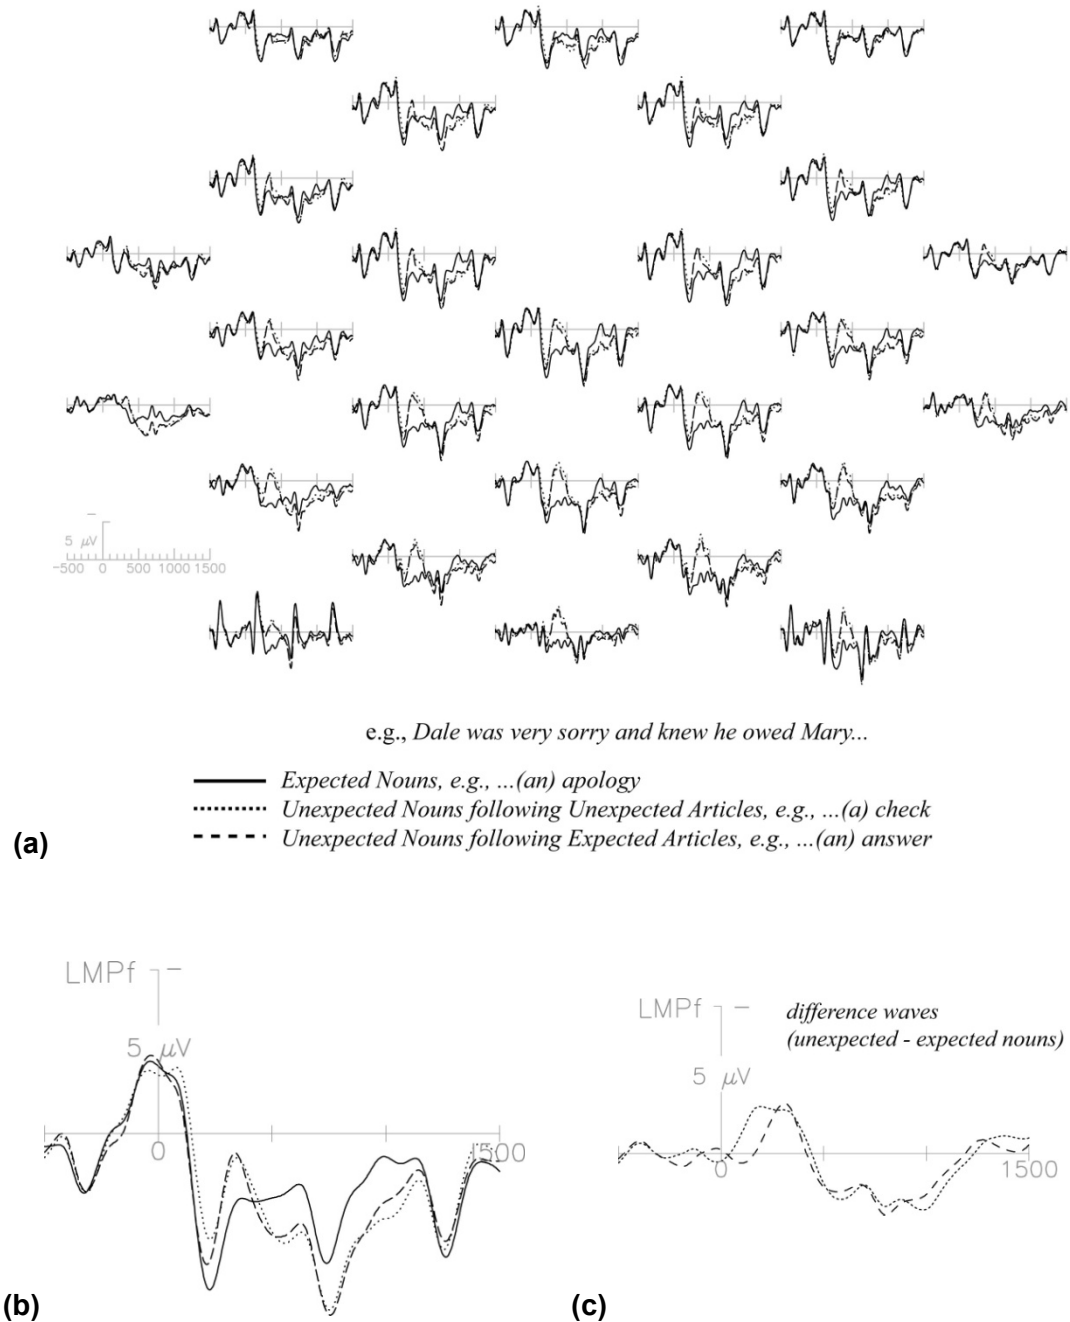 −
5 μV
−500 0 500 1000 1500
e.g., Dale was very sorry and knew he owed Mary...
Expected Nouns, e.g., ...(an) apology
Unexpected Nouns following Unexpected Articles, e.g., ...(a) check
(a)
Unexpected Nouns following Expected Articles, e.g., ...(an) answer
LMPf −
5 μV
0 1500
(b)
LMPf −
difference waves
(unexpected - expected nouns)
5 μV
0 1500
(c)